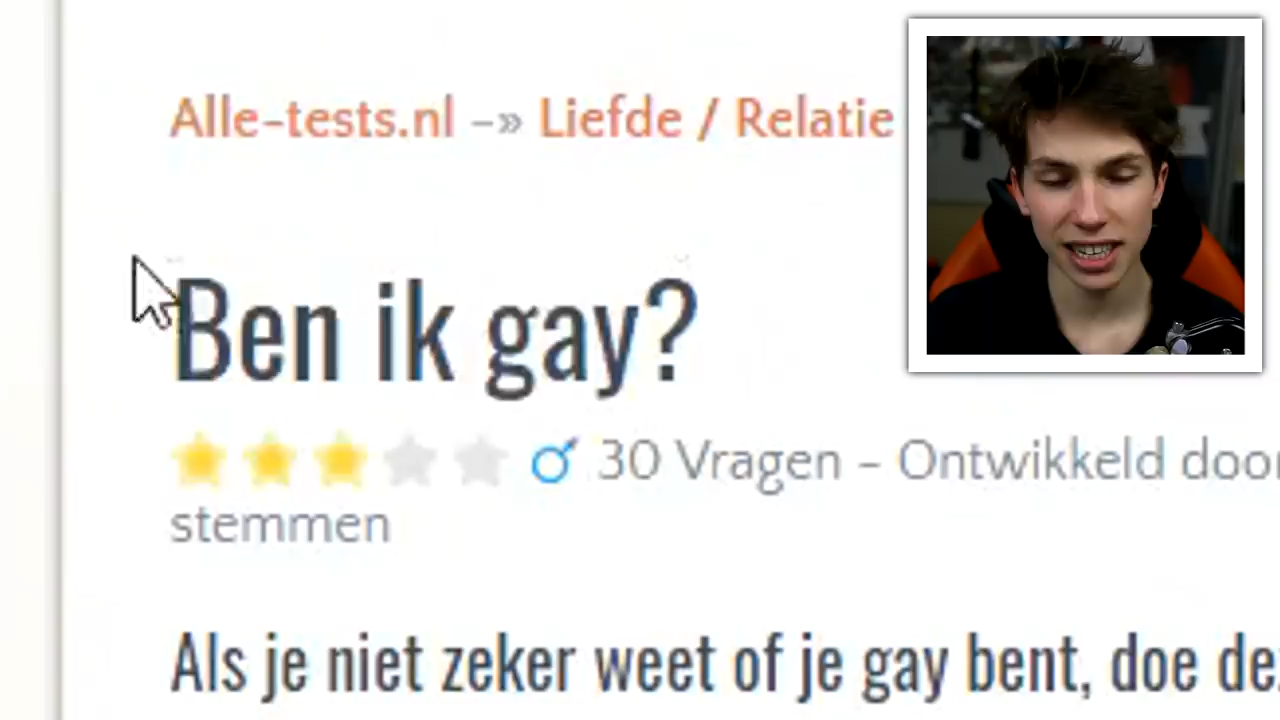 Alle-tests.nl -» Liefde / Relatie
Ben ik gay?
30 Vragen - Ontwikkeld door
stemmen
Als je niet zeker weet of je gay bent, doe